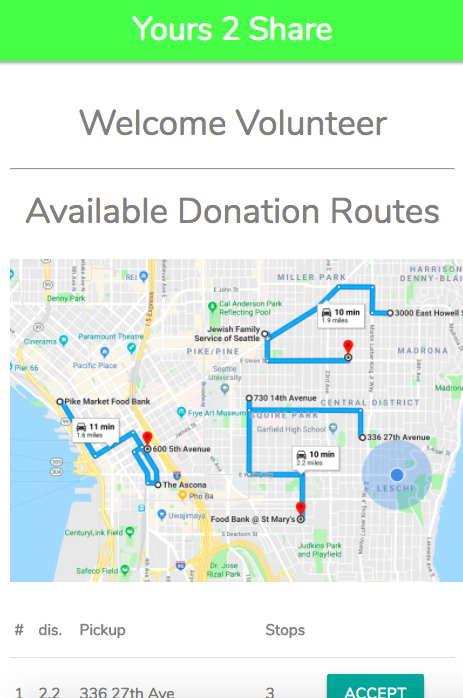 Yours 2 Share
Welcome Volunteer
Available Donation Routes
MILLER PARK
HARRISON
DENNY-BLAI
REI
Denny Park
E John St
Cal Anderson Park
Reflecting Pool
10 min
1.9 miles
3000 East Howell S
Jewish Family
Service of Seattle
Cinerama
Paramount Theatre
PIKE/PINE
MADRONA
Pacific Place
E Union St
Pier 66
Seattle
University
Madrona
Pike Market Food Bank
730 14th Avenue
CENTRAL DISTRICT
Frye Art Museum
SQUIRE PARK
11 min
1.6 miles
James St
Garfield High School
336 27th Avenue
600 5th Avenue
10 min
2.2 miles
The Ascona
LESCHI
Pho Ba
Uwajimaya
Food Bank @ St Mary's
CenturyLink Field
S Dearborn St
Judkins Park
and Playfield
Safeco Field
Dr. Jose
Rizal Park
# dis. Pickup Stops
1 2.2 336 27th Ave 3 ACCEPT